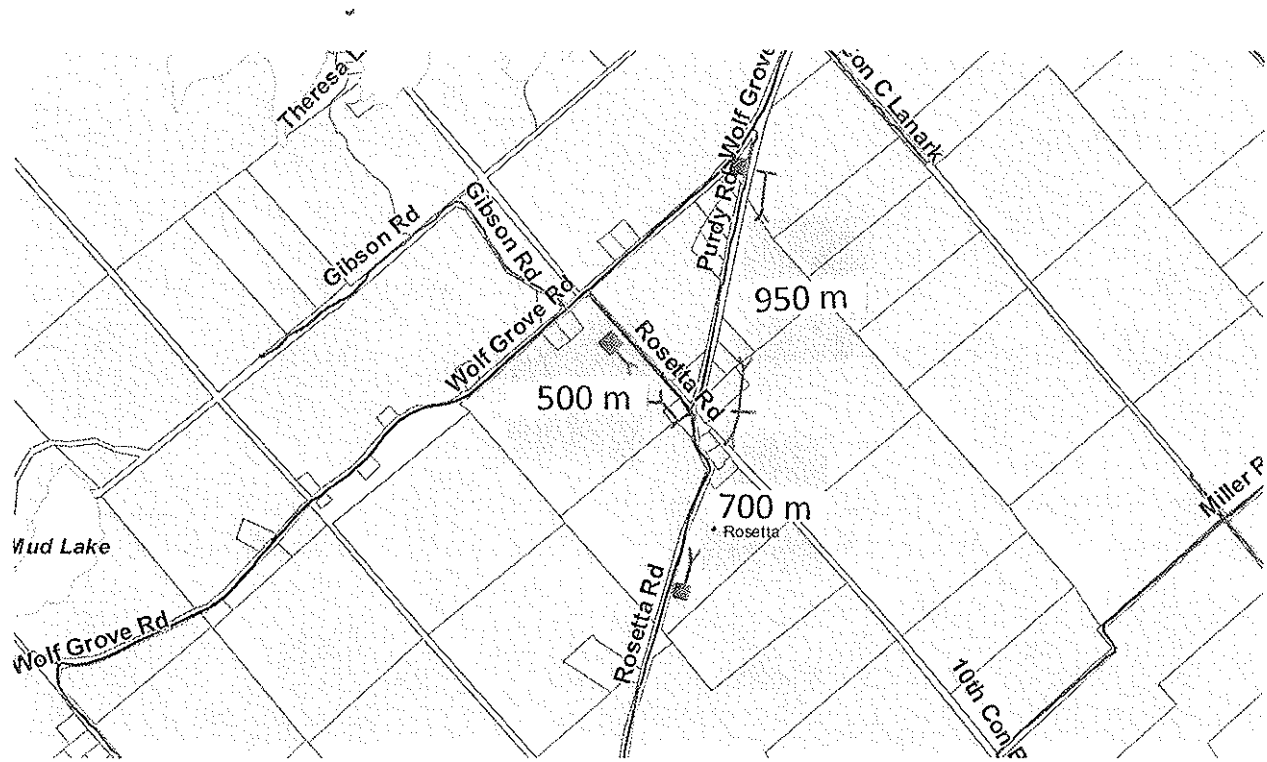 Theresa L
Wolf Grove
Con C Lanark
Gibson Rd
Gibson Rd
Purdy Rd
Wolf Grove Rd
950 m
Rosetta Rd
500 m
Miller R
700 m
Rosetta
Mud Lake
Rosetta Rd
Wolf Grove Rd
10th Con R